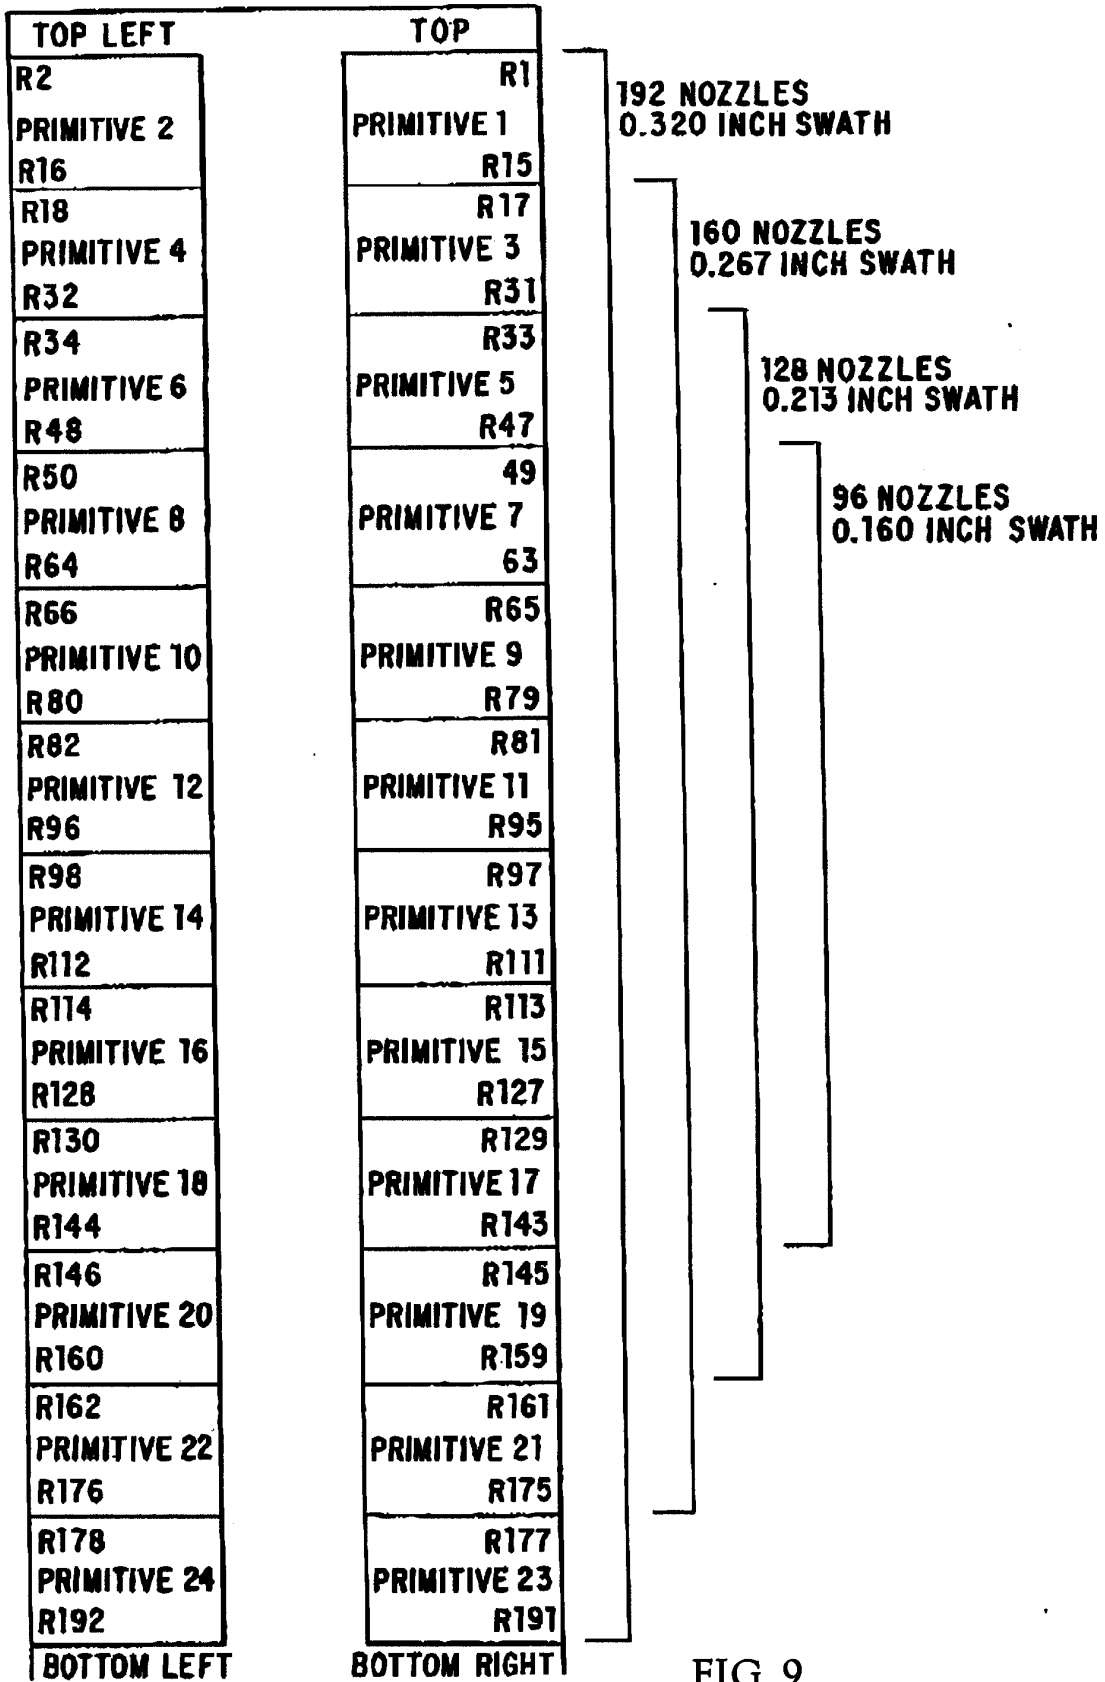 TOP LEFT
TOP
R2
PRIMITIVE 2
R16
R1
PRIMITIVE 1
R15
R18
PRIMITIVE 4
R32
R17
PRIMITIVE 3
R31
R34
PRIMITIVE 6
R48
R33
PRIMITIVE 5
R47
R50
PRIMITIVE 8
R64
49
PRIMITIVE 7
63
R66
PRIMITIVE 10
R80
R65
PRIMITIVE 9
R79
R82
PRIMITIVE 12
R96
R81
PRIMITIVE 11
R95
R98
PRIMITIVE 14
R112
R97
PRIMITIVE 13
R111
R114
PRIMITIVE 16
R128
R113
PRIMITIVE 15
R127
R130
PRIMITIVE 18
R144
R129
PRIMITIVE 17
R143
R146
PRIMITIVE 20
R160
R145
PRIMITIVE 19
R159
R162
PRIMITIVE 22
R176
R161
PRIMITIVE 21
R175
R178
PRIMITIVE 24
R192
R177
PRIMITIVE 23
R191
BOTTOM LEFT
BOTTOM RIGHT
192 NOZZLES
0.320 INCH SWATH
160 NOZZLES
0.267 INCH SWATH
128 NOZZLES
0.213 INCH SWATH
96 NOZZLES
0.160 INCH SWATH
FIG. 9